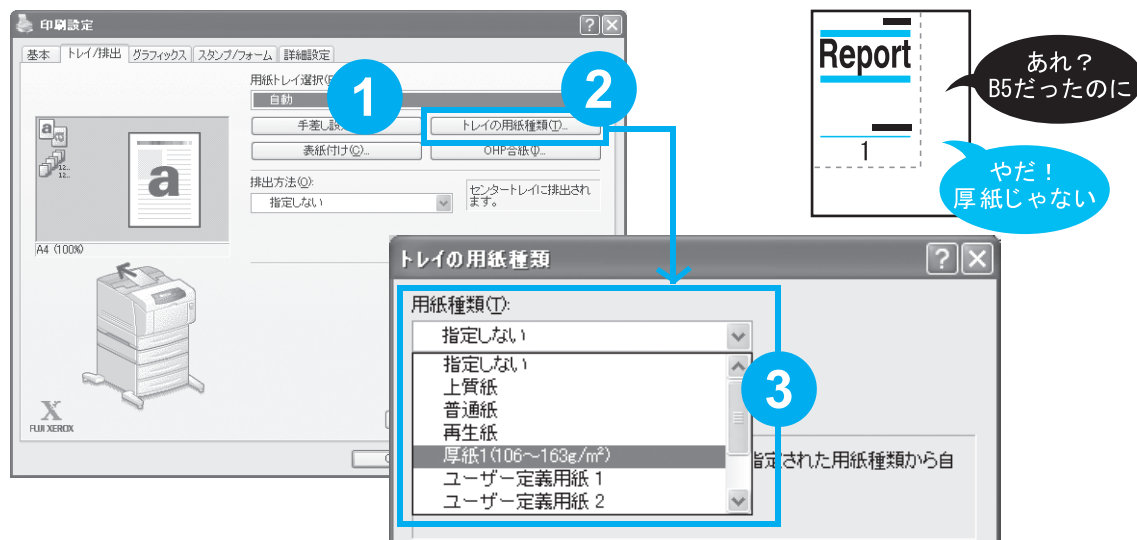 印刷設定
基本 トレイ/排出 グラフィックス スタンプ/フォーム 詳細設定
用紙トレイ選択
自動
1
2
手差し
トレイの用紙種類(T)...
表紙付け(C)...
OHP合紙(I)...
排出方法(O):
指定しない
センタートレイに排出され
ます。
a
12..
12..
a
A4 (100%)
X
FUJI XEROX
トレイの用紙種類
用紙種類(T):
指定しない
指定しない
上質紙
普通紙
再生紙
厚紙1(106～163g/m²)
ユーザー定義用紙 1
ユーザー定義用紙 2
3
指定された用紙種類から自
Report
1
あれ？
B5だったのに
やだ！
厚紙じゃない